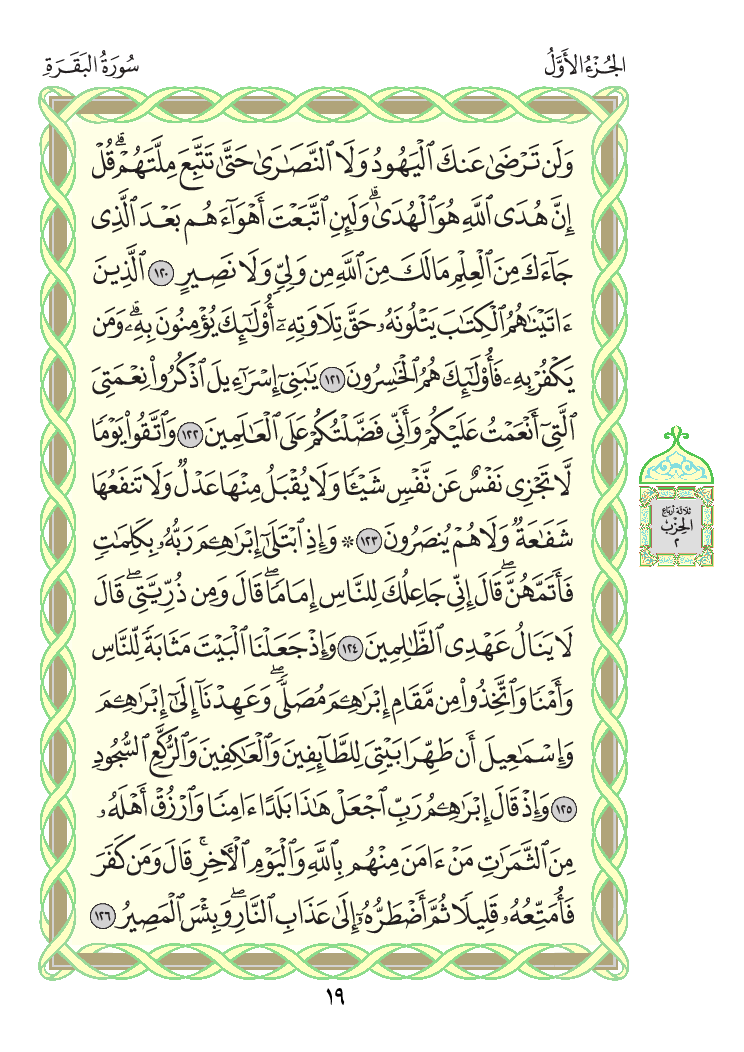 الجُزْءُ الأَوَّلُ
سُورَةُ البَقَرَةِ
وَلَن تَرْضَىٰ عَنكَ ٱلْيَهُودُ وَلَا ٱلنَّصَٰرَىٰ حَتَّىٰ تَتَّبِعَ مِلَّتَهُمْ ۗ قُلْ
إِنَّ هُدَى ٱللَّهِ هُوَ ٱلْهُدَىٰ ۗ وَلَئِنِ ٱتَّبَعْتَ أَهْوَآءَهُم بَعْدَ ٱلَّذِى
جَآءَكَ مِنَ ٱلْعِلْمِ مَا لَكَ مِنَ ٱللَّهِ مِن وَلِىٍّ وَلَا نَصِيرٍ ١٢٠ ٱلَّذِينَ
ءَاتَيْنَٰهُمُ ٱلْكِتَٰبَ يَتْلُونَهُۥ حَقَّ تِلَاوَتِهِۦٓ أُو۟لَٰٓئِكَ يُؤْمِنُونَ بِهِۦ ۗ وَمَن
يَكْفُرْ بِهِۦ فَأُو۟لَٰٓئِكَ هُمُ ٱلْخَٰسِرُونَ ١٢١ يَٰبَنِىٓ إِسْرَٰٓءِيلَ ٱذْكُرُوا۟ نِعْمَتِىَ
ٱلَّتِىٓ أَنْعَمْتُ عَلَيْكُمْ وَأَنِّى فَضَّلْتُكُمْ عَلَى ٱلْعَٰلَمِينَ ١٢٢ وَٱتَّقُوا۟ يَوْمًا
لَّا تَجْزِى نَفْسٌ عَن نَّفْسٍ شَيْـًٔا وَلَا يُقْبَلُ مِنْهَا عَدْلٌ وَلَا تَنفَعُهَا
شَفَٰعَةٌ وَلَا هُمْ يُنصَرُونَ ١٢٣ ۞ وَإِذِ ٱبْتَلَىٰٓ إِبْرَٰهِـۧمَ رَبُّهُۥ بِكَلِمَٰتٍ
فَأَتَمَّهُنَّ ۖ قَالَ إِنِّى جَاعِلُكَ لِلنَّاسِ إِمَامًا ۖ قَالَ وَمِن ذُرِّيَّتِى ۖ قَالَ
لَا يَنَالُ عَهْدِى ٱلظَّٰلِمِينَ ١٢٤ وَإِذْ جَعَلْنَا ٱلْبَيْتَ مَثَابَةً لِّلنَّاسِ
وَأَمْنًا وَٱتَّخِذُوا۟ مِن مَّقَامِ إِبْرَٰهِـۧمَ مُصَلًّى ۖ وَعَهِدْنَآ إِلَىٰٓ إِبْرَٰهِـۧمَ
وَإِسْمَٰعِيلَ أَن طَهِّرَا بَيْتِىَ لِلطَّآئِفِينَ وَٱلْعَٰكِفِينَ وَٱلرُّكَّعِ ٱلسُّجُودِ
١٢٥ وَإِذْ قَالَ إِبْرَٰهِـۧمُ رَبِّ ٱجْعَلْ هَٰذَا بَلَدًا ءَامِنًا وَٱرْزُقْ أَهْلَهُۥ
مِنَ ٱلثَّمَرَٰتِ مَنْ ءَامَنَ مِنْهُم بِٱللَّهِ وَٱلْيَوْمِ ٱلْـَٔاخِرِ ۚ قَالَ وَمَن كَفَرَ
فَأُمَتِّعُهُۥ قَلِيلًا ثُمَّ أَضْطَرُّهُۥٓ إِلَىٰ عَذَابِ ٱلنَّارِ ۖ وَبِئْسَ ٱلْمَصِيرُ ١٢٦
ثلاثة أرباع
الحزب
٢
١٩